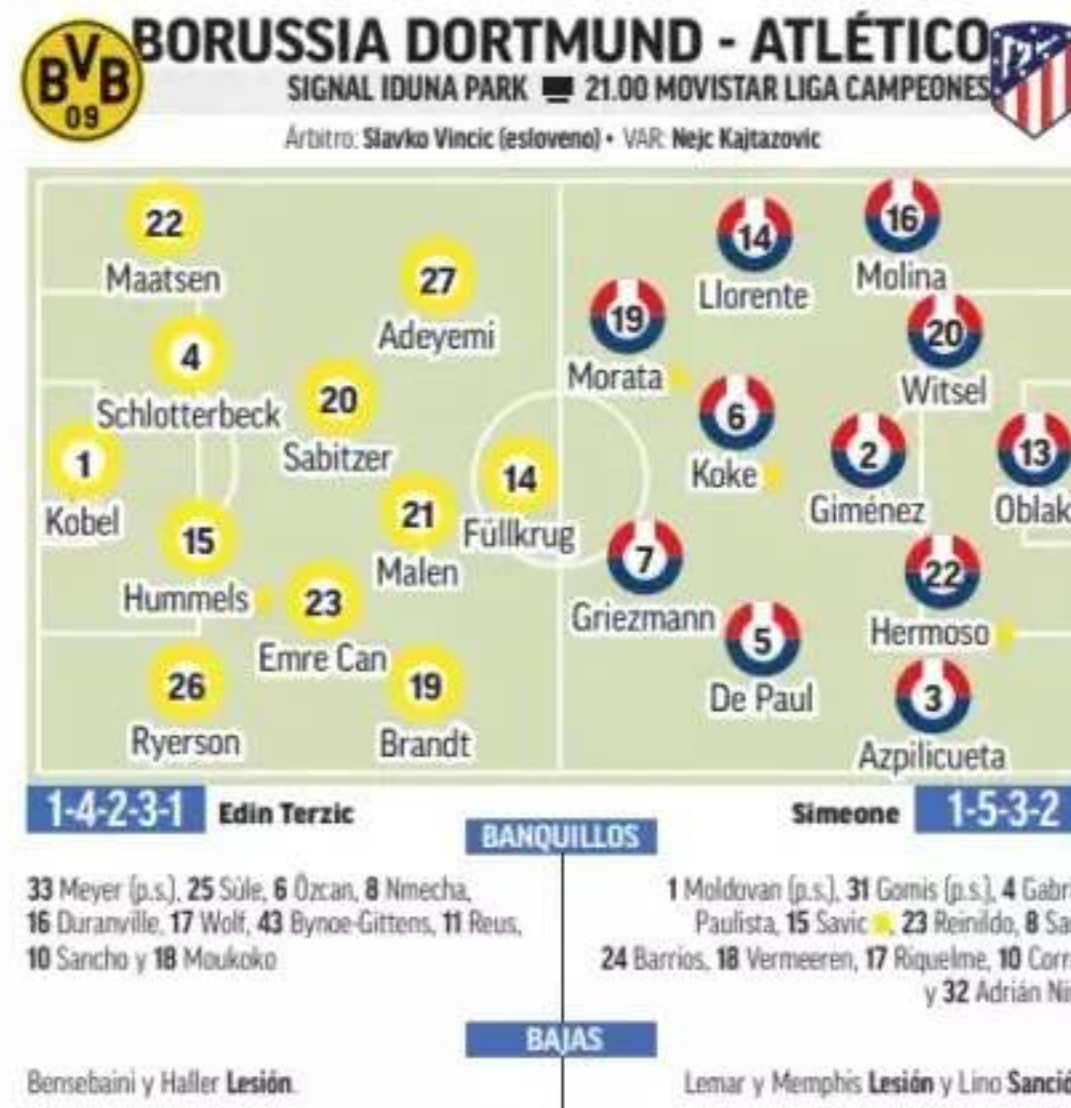 BVB
09
BORUSSIA DORTMUND - ATLÉTICO
SIGNAL IDUNA PARK 21.00 MOVISTAR LIGA CAMPEONES
Árbitro: Slavko Vincic (esloveno) • VAR: Nejc Kajtazovic
22
Maatsen
4
Schlotterbeck
1
Kobel
15
Hummels
26
Ryerson
27
Adeyemi
20
Sabitzer
21
Malen
23
Emre Can
19
Brandt
14
Füllkrug
19
Morata
7
Griezmann
14
Llorente
6
Koke
5
De Paul
16
Molina
20
Witsel
2
Giménez
22
Hermoso
3
Azpilicueta
13
Oblak
1-4-2-3-1 Edin Terzic
Simeone 1-5-3-2
BANQUILLOS
33 Meyer (p.s.), 25 Süle, 6 Özcan, 8 Nmecha,
16 Duranville, 17 Wolf, 43 Bynoe-Gittens, 11 Reus,
10 Sancho y 18 Moukoko
1 Moldovan (p.s.), 31 Gomis (p.s.), 4
Paulista, 15 Savic, 23 Reinildo, 8
24 Barrios, 18 Vermeeren, 17 Riquelme, 10
y 32 Adrián
BAJAS
Bensebaini y Haller Lesión.
Lemar y Memphis Lesión y Lino